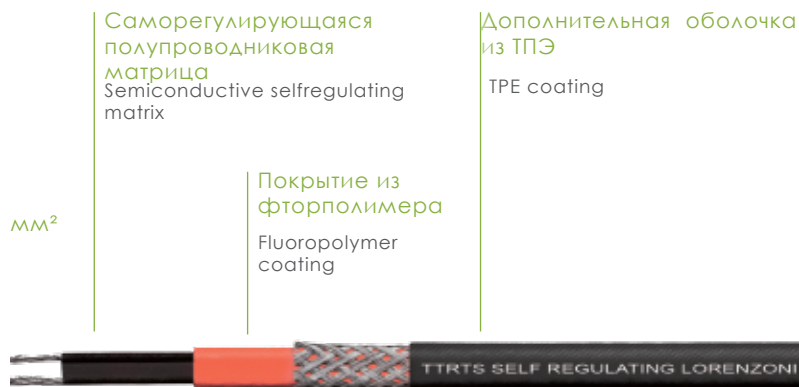 Саморегулирующаяся
полупроводниковая
матрица
Semiconductive selfregulating
matrix
Дополнительная оболочка
из ТПЭ
TPE coating
Покрытие из
фторполимера
Fluoropolymer
coating
мм²
TTRTS SELF REGULATING LORENZONI